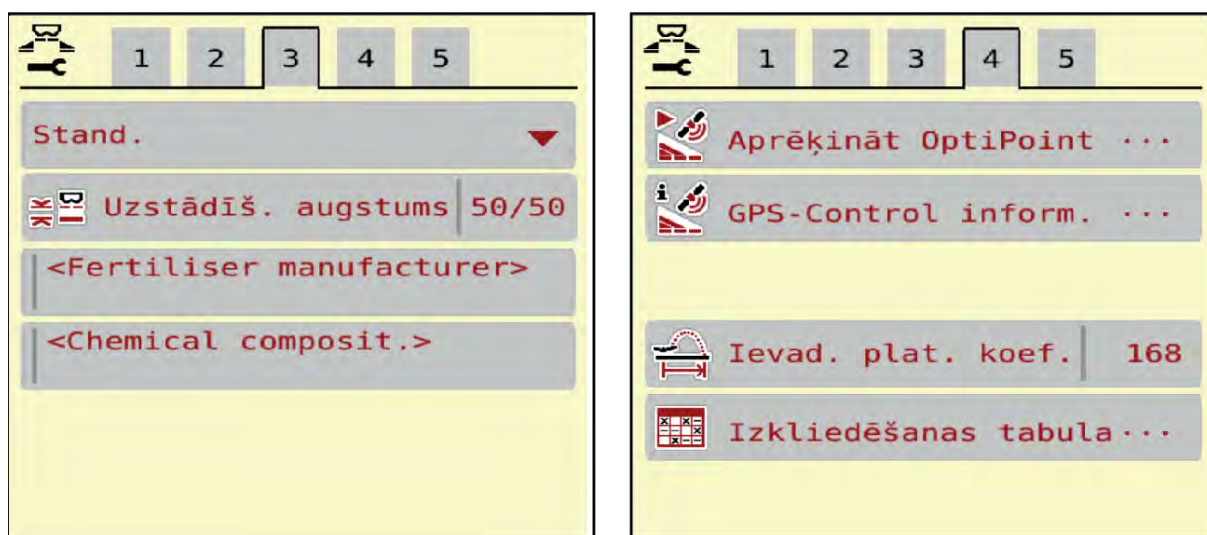 1 2 3 4 5
Stand.
Uzstādīš. augstums 50/50
<Fertiliser manufacturer>
<Chemical composit.>
1 2 3 4 5
Aprēķināt OptiPoint ...
GPS-Control inform. ...
Ievad. plat. koef. 168
Izkliedēšanas tabula...